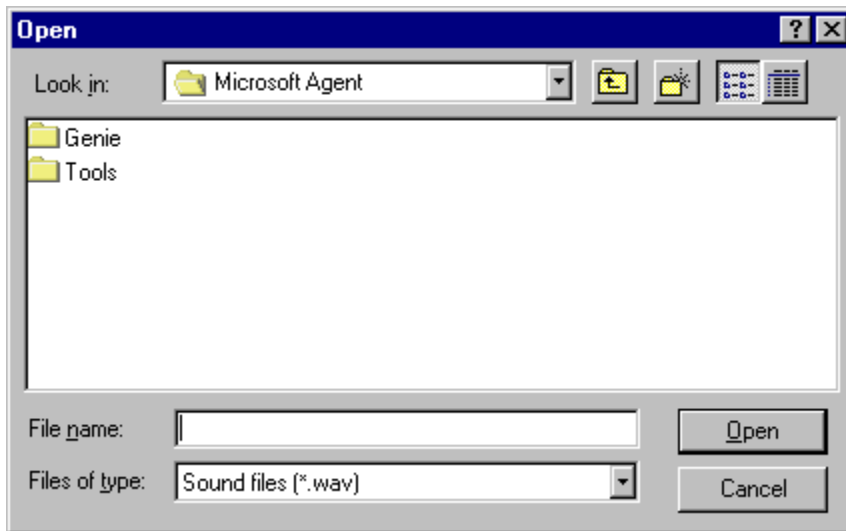 Open
Look in: Microsoft Agent
Genie
Tools
File name: Open
Files of type: Sound files (*.wav) Cancel